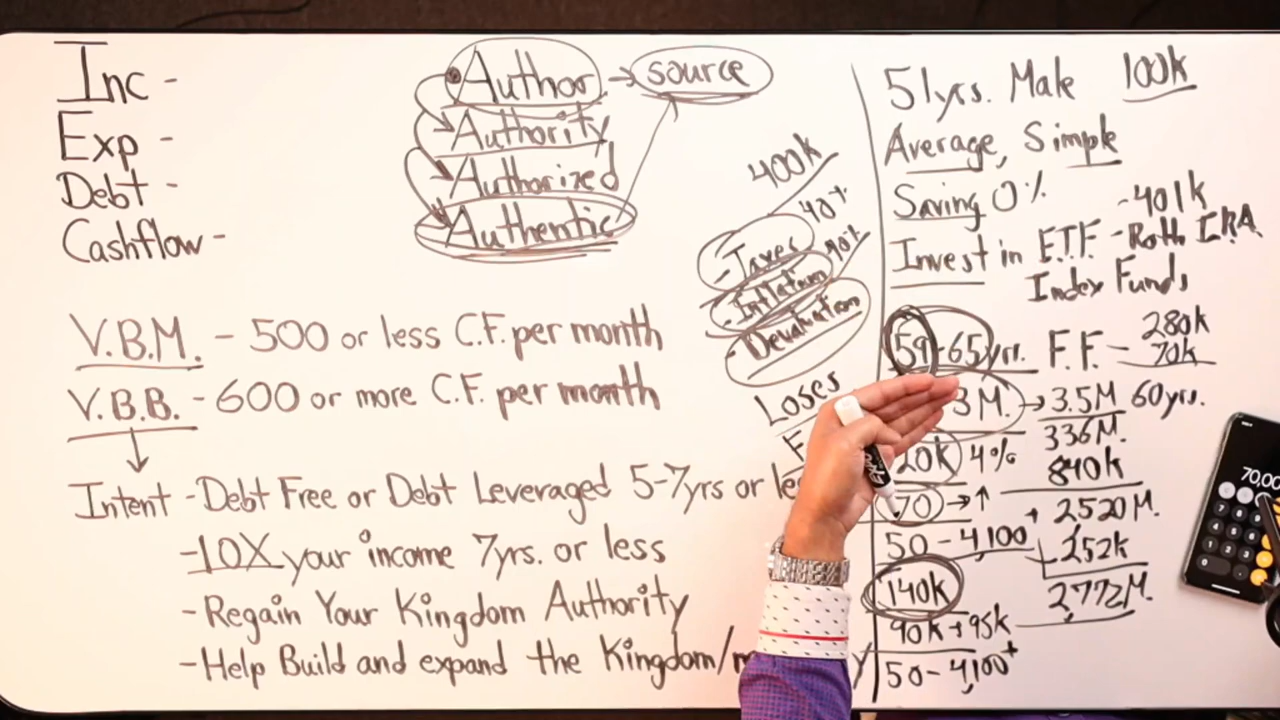 Inc -
Exp -
Debt -
Cashflow -
Author → source
Authority
Authorized
Authentic
V.B.M. - 500 or less C.F. per month
V.B.B. - 600 or more C.F. per month
Intent - Debt Free or Debt Leveraged 5-7yrs or
- 10X your income 7yrs. or less
- Regain Your Kingdom Authority
- Help Build and expand the Kingdom/
400k
- Taxes 40%
- Inflation 90%
- Devaluation
Loses
F
51yrs. Make 100k
Average, Simple
Saving 0%
- 401k
Invest in E.T.F. - Roth IRA
Index Funds
59-65yrs. F.F. - 280k
70k
3M. → 3.5M 60yrs.
336M.
20k 4% 840k
70 → ↑ 2520M.
50 - 4,100 + 252k
140k 2,772M.
90k → 95k
50 - 4,100+
70,00